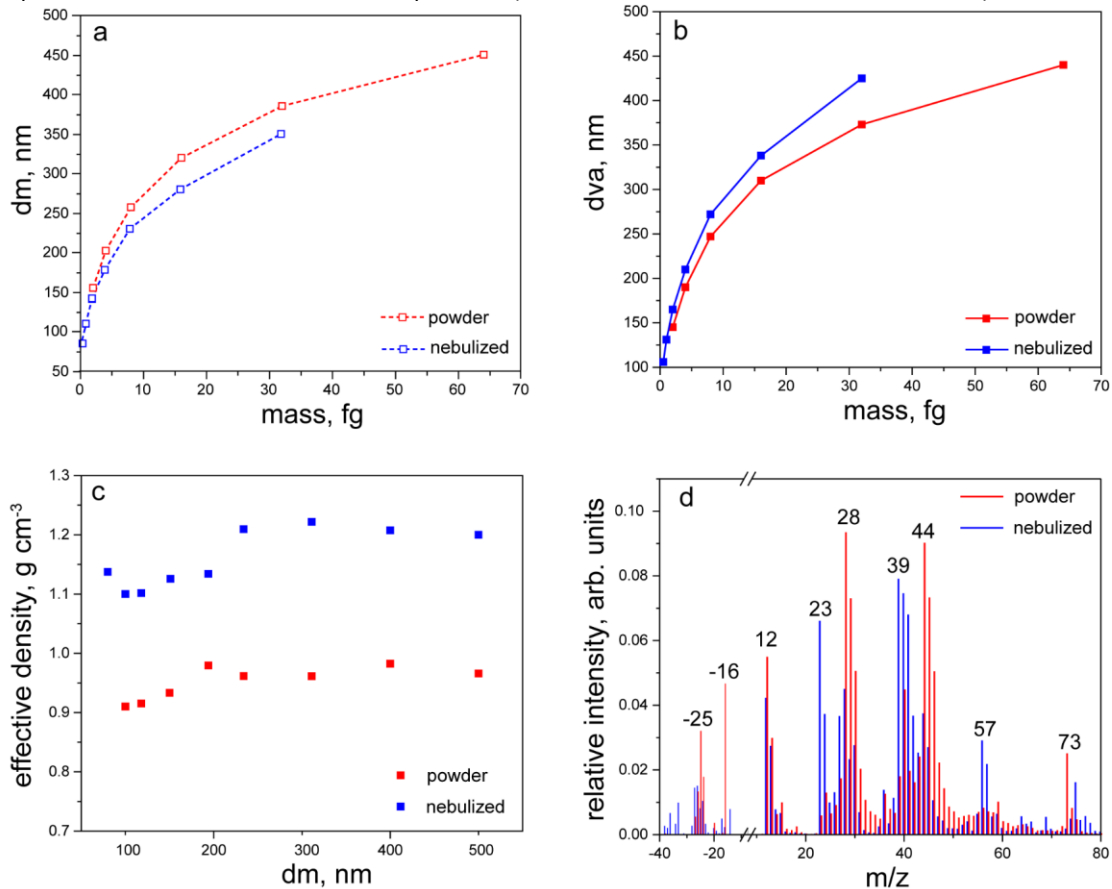 a
500
450
400
350
300
250
200
150
100
50
0 10 20 30 40 50 60 70
dm, nm
mass, fg
powder
nebulized
b
500
450
400
350
300
250
200
150
100
0 10 20 30 40 50 60 70
dva, nm
mass, fg
powder
nebulized
c
1.3
1.2
1.1
1.0
0.9
0.8
0.7
100 200 300 400 500
effective density, g cm-3
dm, nm
powder
nebulized
d
0.10
0.08
0.06
0.04
0.02
0.00
-40 -20 20 40 60 80
relative intensity, arb. units
m/z
powder
nebulized
-25
-16
12
23
28
39
44
57
73